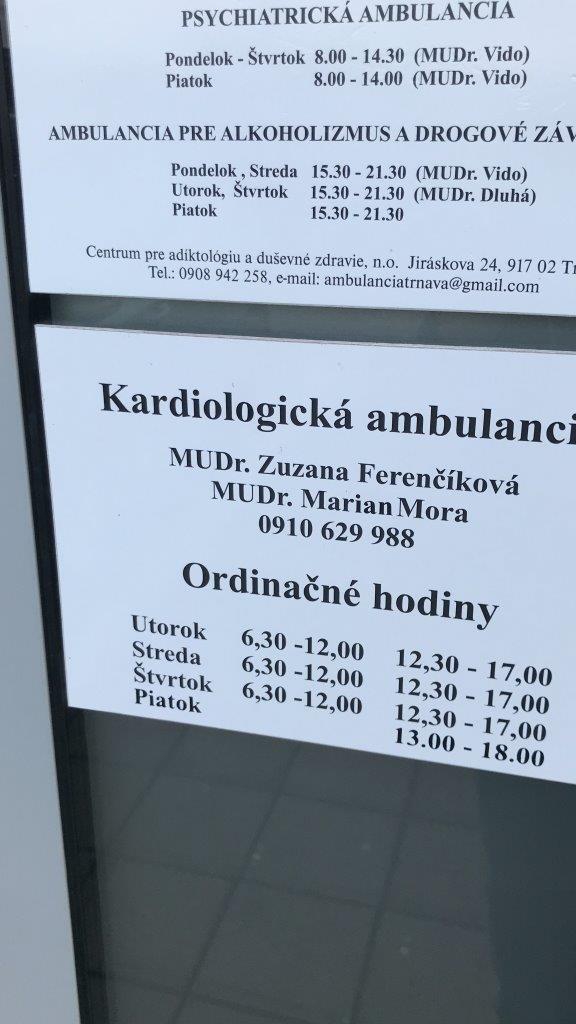 PSYCHIATRICKÁ AMBULANCIA
Pondelok - Štvrtok 8.00 - 14.30 (MUDr. Vido)
Piatok 8.00 - 14.00 (MUDr. Vido)
AMBULANCIA PRE ALKOHOLIZMUS A DROGOVÉ ZÁV
Pondelok , Streda 15.30 - 21.30 (MUDr. Vido)
Utorok, Štvrtok 15.30 - 21.30 (MUDr. Dluhá)
Piatok 15.30 - 21.30
Centrum pre adiktológiu a duševné zdravie, n.o. Jiráskova 24, 917 02 Tr
Tel.: 0908 942 258, e-mail: ambulanciatrnava@gmail.com
Kardiologická ambulanci
MUDr. Zuzana Ferenčíková
MUDr. Marian Mora
0910 629 988
Ordinačné hodiny
Utorok 6,30 -12,00 12,30 - 17,00
Streda 6,30 -12,00 12,30 - 17,00
Štvrtok 6,30 -12,00 12,30 - 17,00
Piatok 13.00 - 18.00